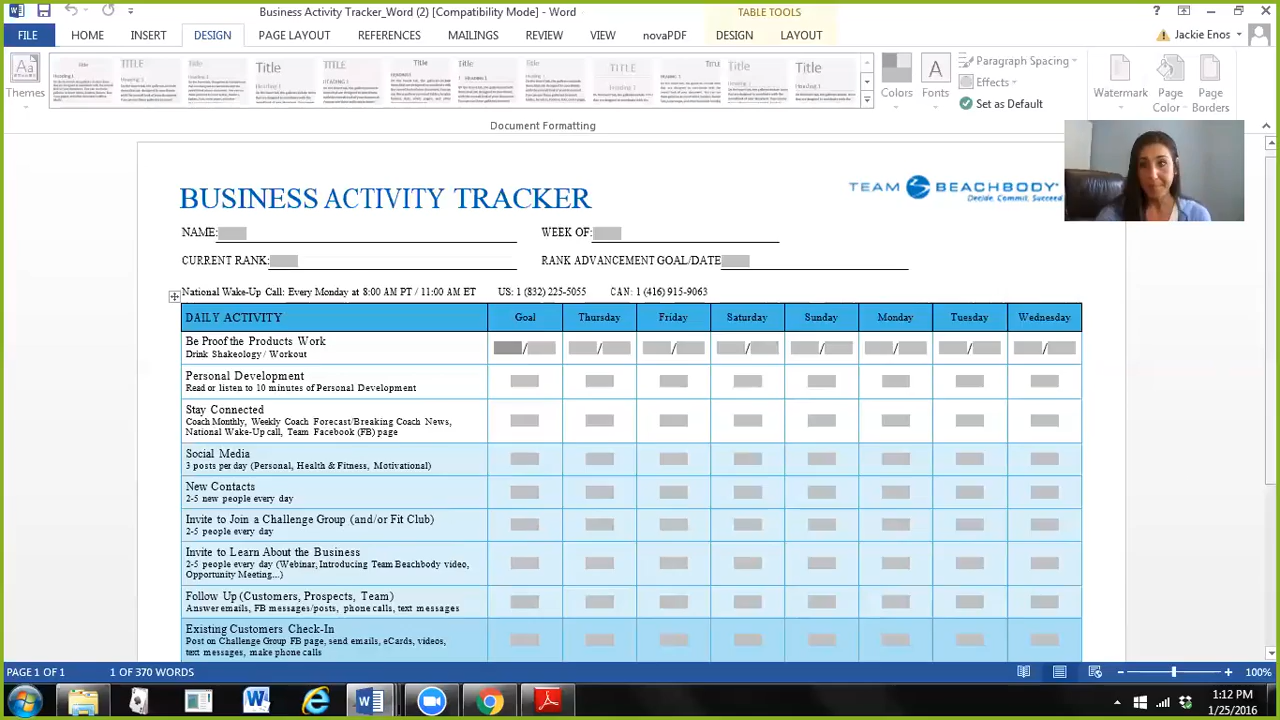 Business Activity Tracker_Word (2) [Compatibility Mode] - Word
TABLE TOOLS
?
FILE HOME INSERT DESIGN PAGE LAYOUT REFERENCES MAILINGS REVIEW VIEW novaPDF DESIGN LAYOUT Jackie Enos
Themes
Colors
Fonts
Paragraph Spacing
Effects
Set as Default
Watermark
Page Color
Page Borders
Document Formatting
BUSINESS ACTIVITY TRACKER
TEAM BEACHBODY
Decide. Commit. Succeed
NAME: WEEK OF:
CURRENT RANK: RANK ADVANCEMENT GOAL/DATE
National Wake-Up Call: Every Monday at 8:00 AM PT / 11:00 AM ET US: 1 (832) 225-5055 CAN: 1 (416) 915-9063
DAILY ACTIVITY Goal Thursday Friday Saturday Sunday Monday Tuesday Wednesday
Be Proof the Products Work
Drink Shakeology / Workout
/ / / / / / / /
Personal Development
Read or listen to 10 minutes of Personal Development
Stay Connected
Coach Monthly, Weekly Coach Forecast/Breaking Coach News,
National Wake-Up call, Team Facebook (FB) page
Social Media
3 posts per day (Personal, Health & Fitness, Motivational)
New Contacts
2-5 new people every day
Invite to Join a Challenge Group (and/or Fit Club)
2-5 people every day
Invite to Learn About the Business
2-5 people every day (Webinar, Introducing Team Beachbody video,
Opportunity Meeting...)
Follow Up (Customers, Prospects, Team)
Answer emails, FB messages/posts, phone calls, text messages
Existing Customers Check-In
Post on Challenge Group FB page, send emails, eCards, videos,
text messages, make phone calls
PAGE 1 OF 1 1 OF 370 WORDS 100%
1:12 PM
1/25/2016